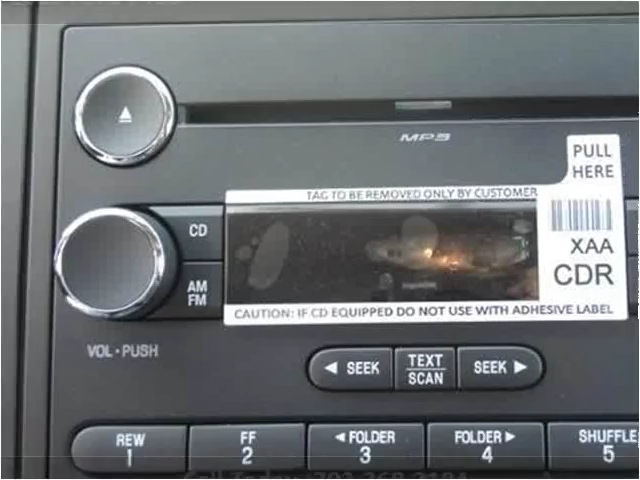 MP3
PULL
HERE
TAG TO BE REMOVED ONLY BY CUSTOMER
CD
XAA
CDR
AM
FM
CAUTION: IF CD EQUIPPED DO NOT USE WITH ADHESIVE LABEL
VOL•PUSH
◄ SEEK
TEXT
SCAN
SEEK ►
REW
1
FF
2
◄FOLDER
3
FOLDER►
4
SHUFFLE
5